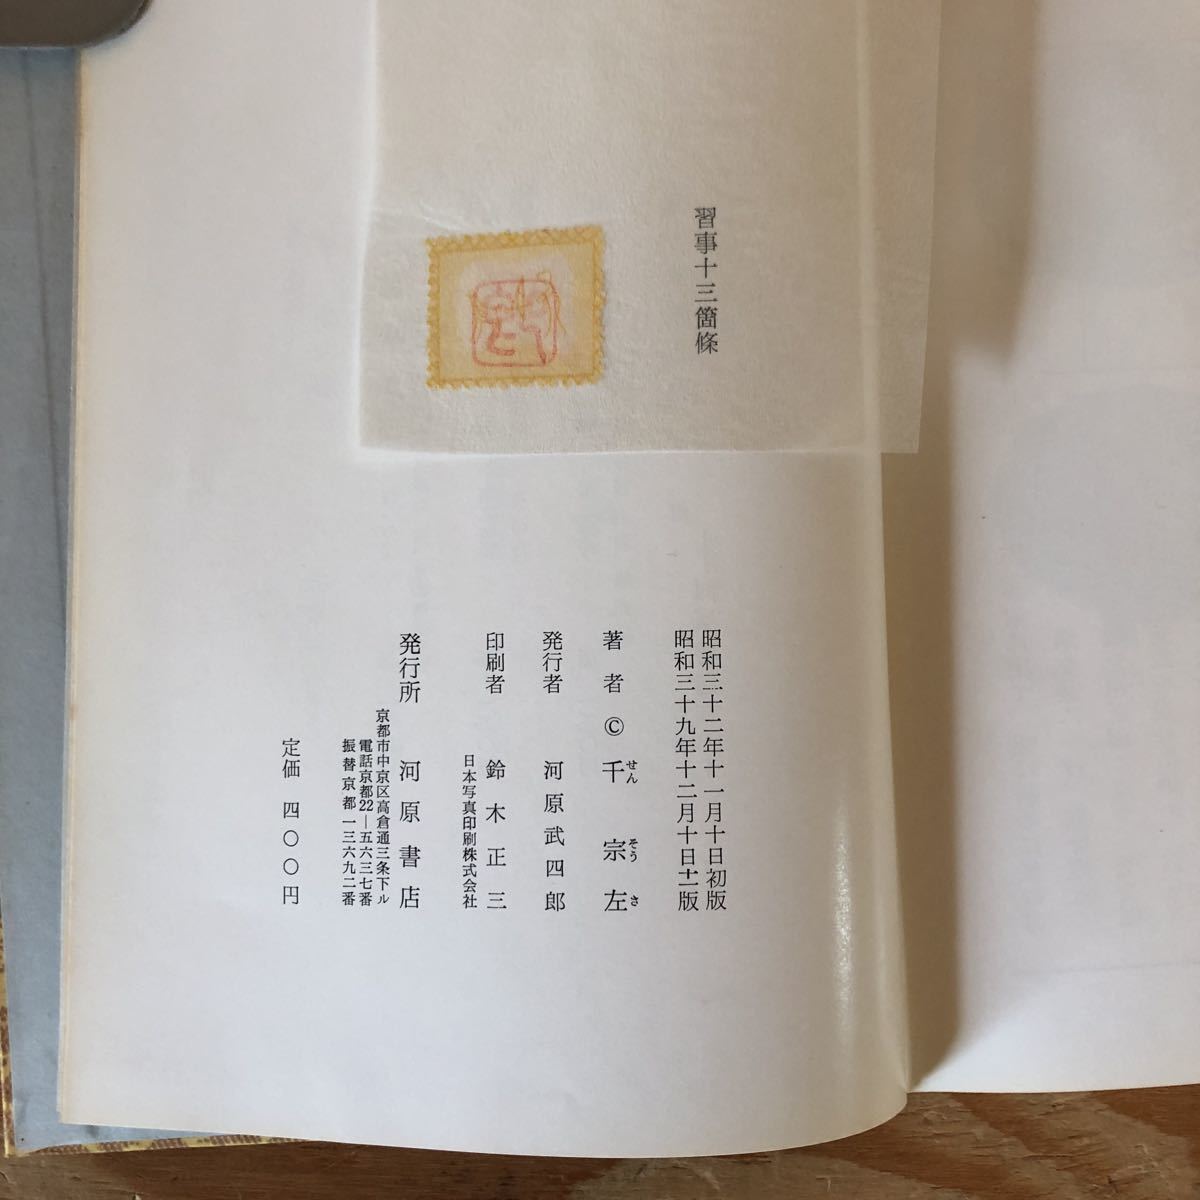 習事十三箇條
昭和三十二年十一月十日初版
昭和三十九年十二月十日十一版
著者 © 千宗左
せん そう さ
発行者 河原武四郎
印刷者 鈴木正三
日本写真印刷株式会社
発行所 河原書店
京都市中京区高倉通三条下ル
電話京都22―五六三七番
振替京都一三六九二番
定価 四〇〇円